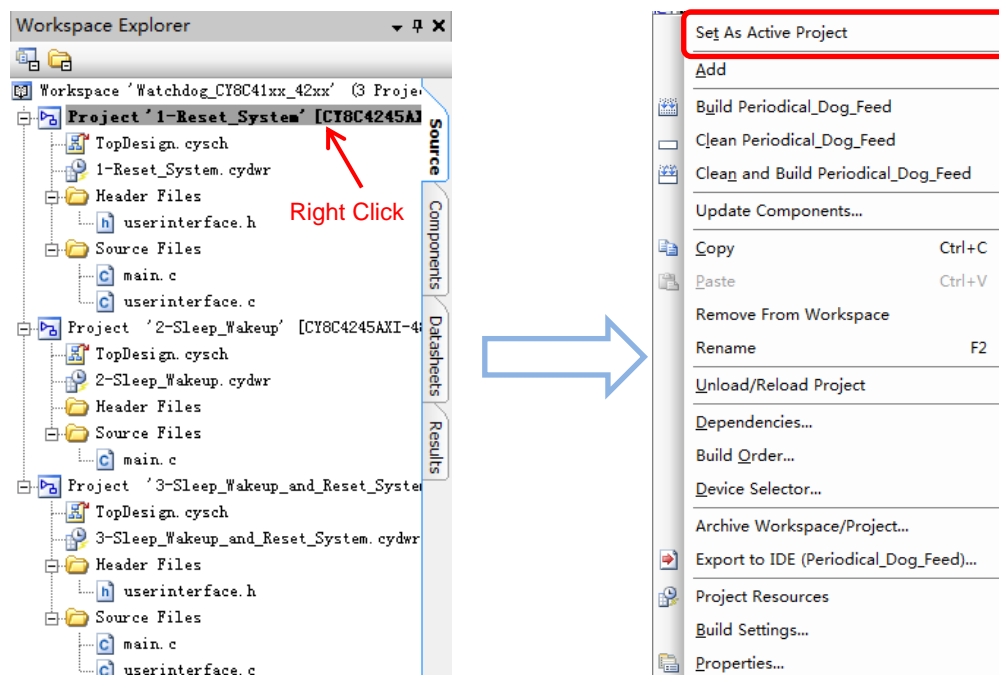 Workspace Explorer
Workspace 'Watchdog_CY8C41xx_42xx' (3 Proje
Project '1-Reset_System' [CY8C4245AX
TopDesign.cysch
1-Reset_System.cydwr
Header Files
userinterface.h
Source Files
main.c
userinterface.c
Project '2-Sleep_Wakeup' [CY8C4245AXI-48
TopDesign.cysch
2-Sleep_Wakeup.cydwr
Header Files
Source Files
main.c
Project '3-Sleep_Wakeup_and_Reset_System
TopDesign.cysch
3-Sleep_Wakeup_and_Reset_System.cydwr
Header Files
userinterface.h
Source Files
main.c
userinterface.c
Right Click
Source
Components
Datasheets
Results
Set As Active Project
Add
Build Periodical_Dog_Feed
Clean Periodical_Dog_Feed
Clean and Build Periodical_Dog_Feed
Update Components...
Copy Ctrl+C
Paste Ctrl+V
Remove From Workspace
Rename F2
Unload/Reload Project
Dependencies...
Build Order...
Device Selector...
Archive Workspace/Project...
Export to IDE (Periodical_Dog_Feed)...
Project Resources
Build Settings...
Properties...